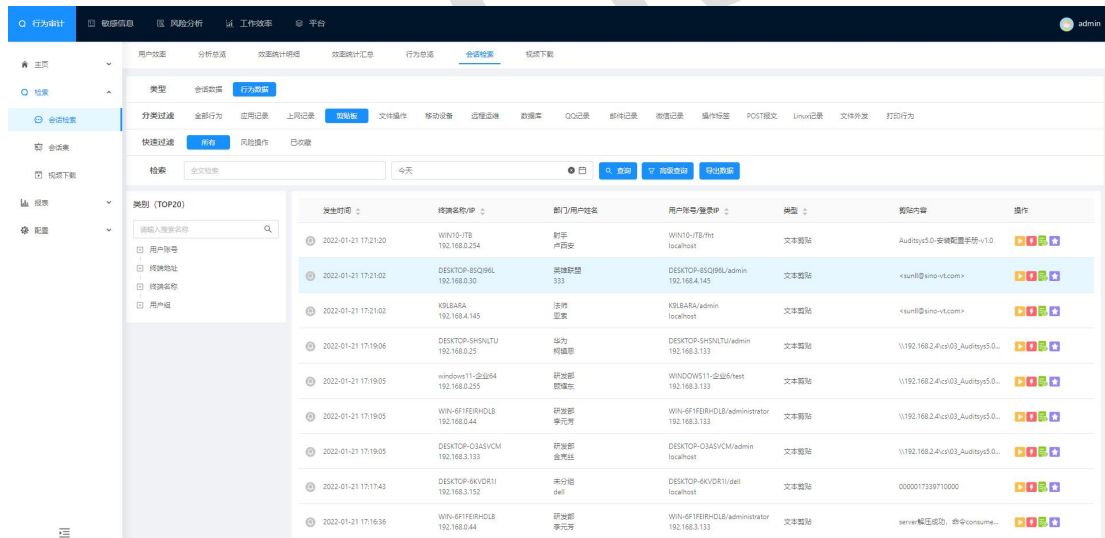 行为审计 敏感信息 风险分析 工作效率 平台 admin
用户效率 分析总览 效率统计明细 效率统计汇总 行为总览 会话检索 视频下载
主页
检索
会话检索
会话集
视频下载
报表
配置
类型 会话数据 行为数据
分类过滤 全部行为 应用记录 上网记录 剪贴板 文件操作 移动设备 远程运维 数据库 QQ记录 邮件记录 微信记录 操作标签 POST报文 Linux记录 文件外发 打印行为
快速过滤 所有 风险操作 已收藏
检索 全文检索 今天 查询 高级查询 导出数据
类别（TOP20）
请输入搜索名称
用户账号
终端地址
终端名称
用户组
发生时间 终端名称/IP 部门/用户姓名 用户账号/登录IP 类型 剪贴内容 操作
2022-01-21 17:21:20 WIN10-JTB 射手 WIN10-JTB/fht 文本剪贴 Auditsys5.0-安装配置手册-v1.0
192.168.0.254 卢西安 localhost
2022-01-21 17:21:02 DESKTOP-8SQI96L 英雄联盟 DESKTOP-8SQI96L/admin 文本剪贴 <sunll@sino-vt.com>
192.168.0.30 333 192.168.4.145
2022-01-21 17:21:02 K9LBARA 法师 K9LBARA/admin 文本剪贴 <sunll@sino-vt.com>
192.168.4.145 亚索 localhost
2022-01-21 17:19:06 DESKTOP-SHSNLTU 华为 DESKTOP-SHSNLTU/admin 文本剪贴 \\192.168.2.4\cs\03_Auditsys5.0...
192.168.0.25 192.168.3.133
2022-01-21 17:19:05 windows11-企业64 研发部 WINDOWS11-企业6/test 文本剪贴 \\192.168.2.4\cs\03_Auditsys5.0...
192.168.0.255 192.168.3.133
2022-01-21 17:19:05 WIN-6F1FEIRHDLB 研发部 WIN-6F1FEIRHDLB/administrator 文本剪贴 \\192.168.2.4\cs\03_Auditsys5.0...
192.168.0.44 李元芳 192.168.3.133
2022-01-21 17:19:05 DESKTOP-O3ASVCM 研发部 DESKTOP-O3ASVCM/admin 文本剪贴 \\192.168.2.4\cs\03_Auditsys5.0...
192.168.3.133 金克丝 localhost
2022-01-21 17:17:43 DESKTOP-6KVDR1I 未分组 DESKTOP-6KVDR1I/dell 文本剪贴 0000017339710000
192.168.3.152 dell localhost
2022-01-21 17:16:36 WIN-6F1FEIRHDLB 研发部 WIN-6F1FEIRHDLB/administrator 文本剪贴 server解压成功，命令consume...
192.168.0.44 李元芳 192.168.3.133